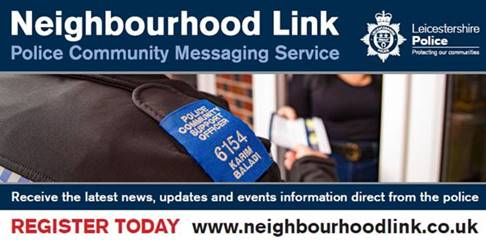 Neighbourhood Link
Police Community Messaging Service
Leicestershire
Police
Protecting our communities
POLICE
COMMUNITY
SUPPORT
OFFICER
6154
KARIM
BALADI
Receive the latest news, updates and events information direct from the police
REGISTER TODAY www.neighbourhoodlink.co.uk